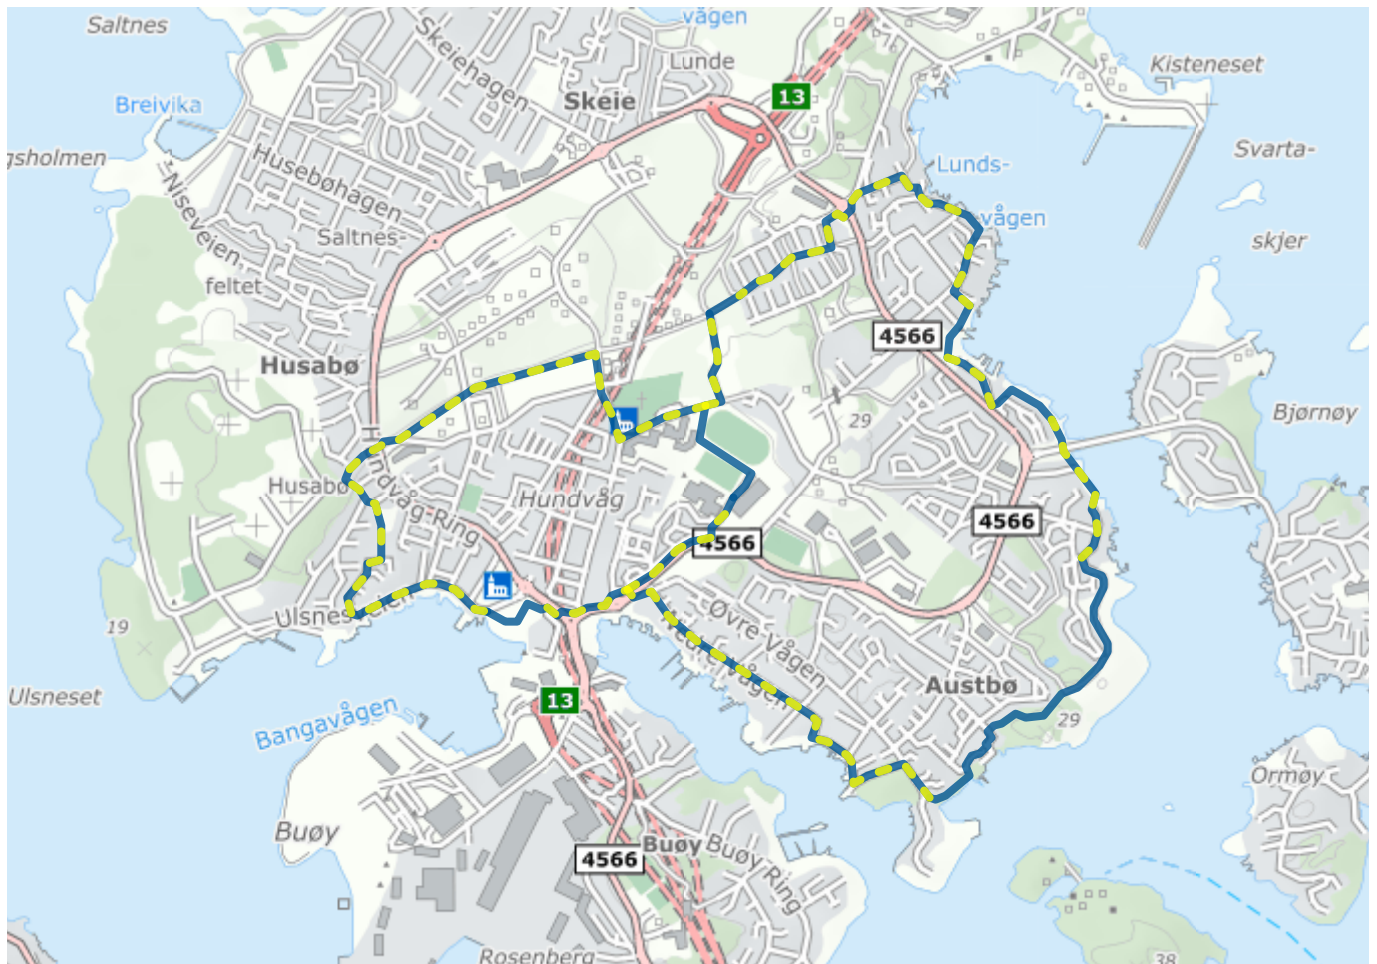 Saltnes
vågen
Skeiehagen
Lunde
Kisteneset
13
Breivika
Skeie
gsholmen
Husebøhagen
Lunds-
vågen
Svarta-
skjer
Niseveien
Saltnes-
feltet
4566
Husabø
Bjørnøy
29
Husabø
Hundvåg
Hundvåg-Ring
4566
4566
19
Øvre-Vågen
Austbø
Ulsneset
13
Bangavågen
29
Ormøy
Buøy
4566
Buøy
Buøy Ring
Rosenberg
38